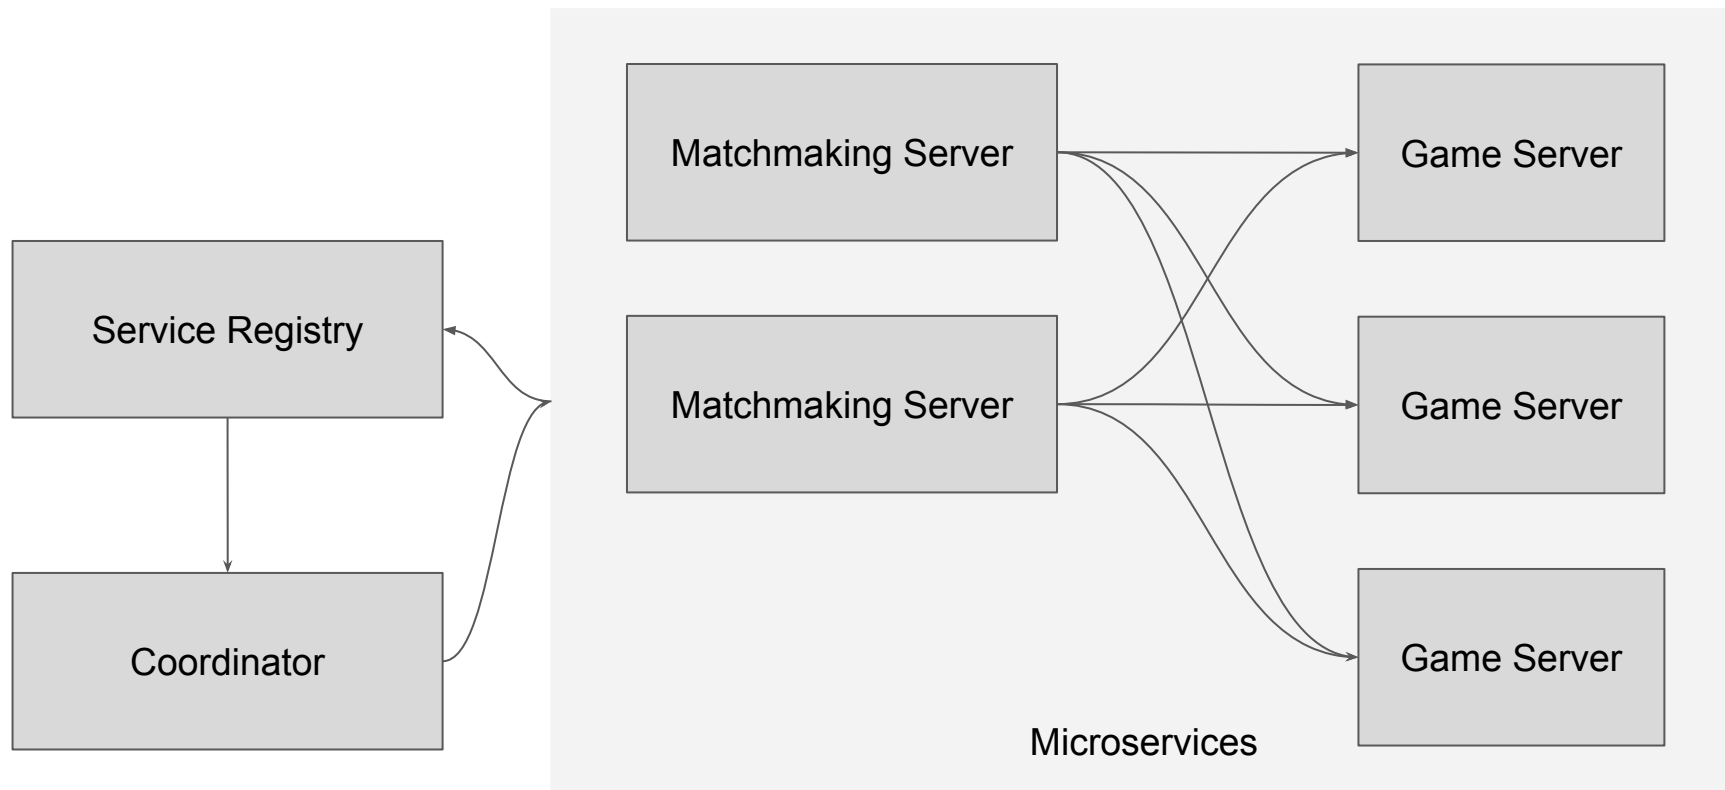 Matchmaking Server
Game Server
Service Registry
Matchmaking Server
Game Server
Coordinator
Game Server
Microservices